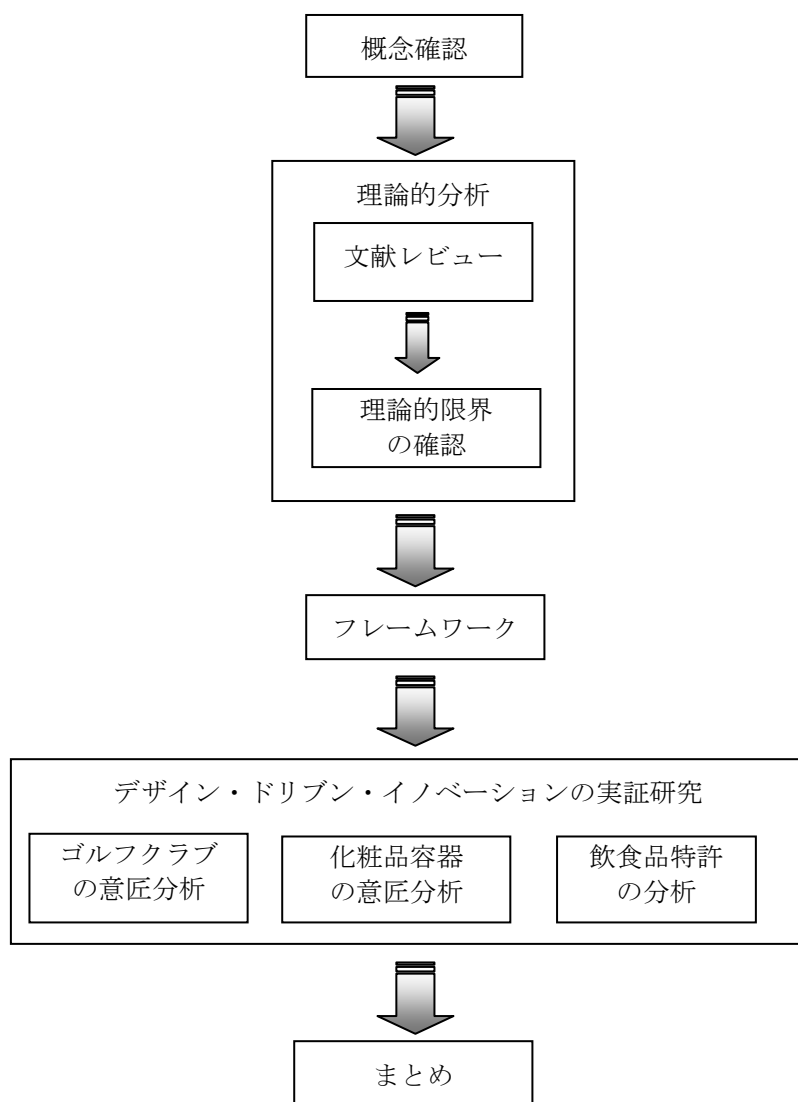 概念確認
理論的分析
文献レビュー
理論的限界
の確認
フレームワーク
デザイン・ドリブン・イノベーションの実証研究
ゴルフクラブ
の意匠分析
化粧品容器
の意匠分析
飲食品特許
の分析
まとめ